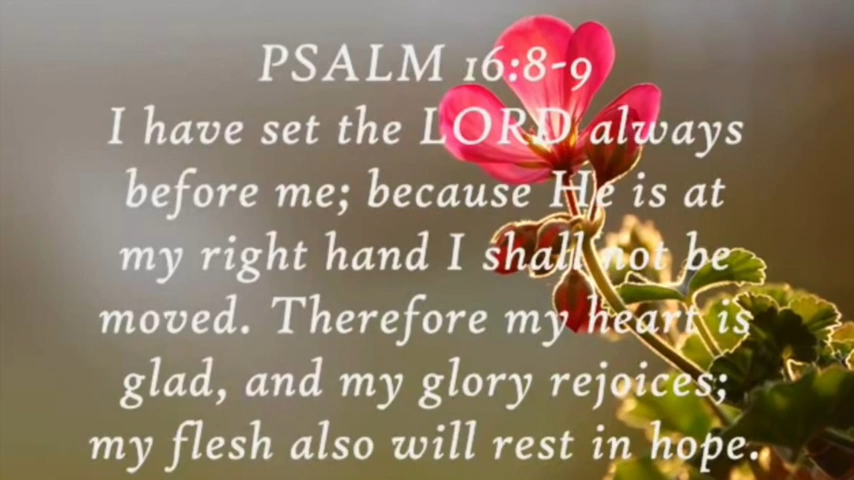 PSALM 16:8-9
I have set the LORD always
before me; because He is at
my right hand I shall not be
moved. Therefore my heart is
glad, and my glory rejoices;
my flesh also will rest in hope.